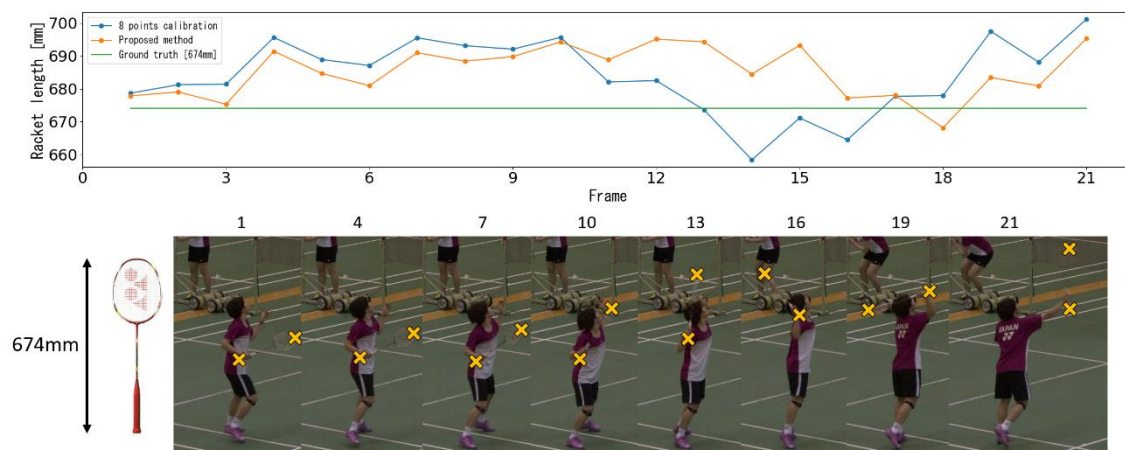 700
690
680
670
660
Racket length [mm]
8 points calibration
Proposed method
Ground truth [674mm]
0 3 6 9 12 15 18 21
Frame
1 4 7 10 13 16 19 21
674mm
JAPAN
JAPAN